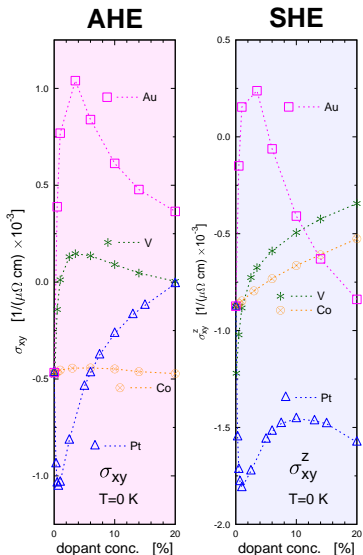 AHE
SHE
1.0
0.5
0.0
-0.5
-1.0
σxy [1/(μΩ cm) ×10⁻³]
Au
V
Co
Pt
σxy
T=0 K
0 5 10 15 20
dopant conc. [%]
0.5
0.0
-0.5
-1.0
-1.5
-2.0
σᶻxy [1/(μΩ cm) ×10⁻³]
Au
V
Co
Pt
σᶻxy
T=0 K
0 5 10 15 20
dopant conc. [%]